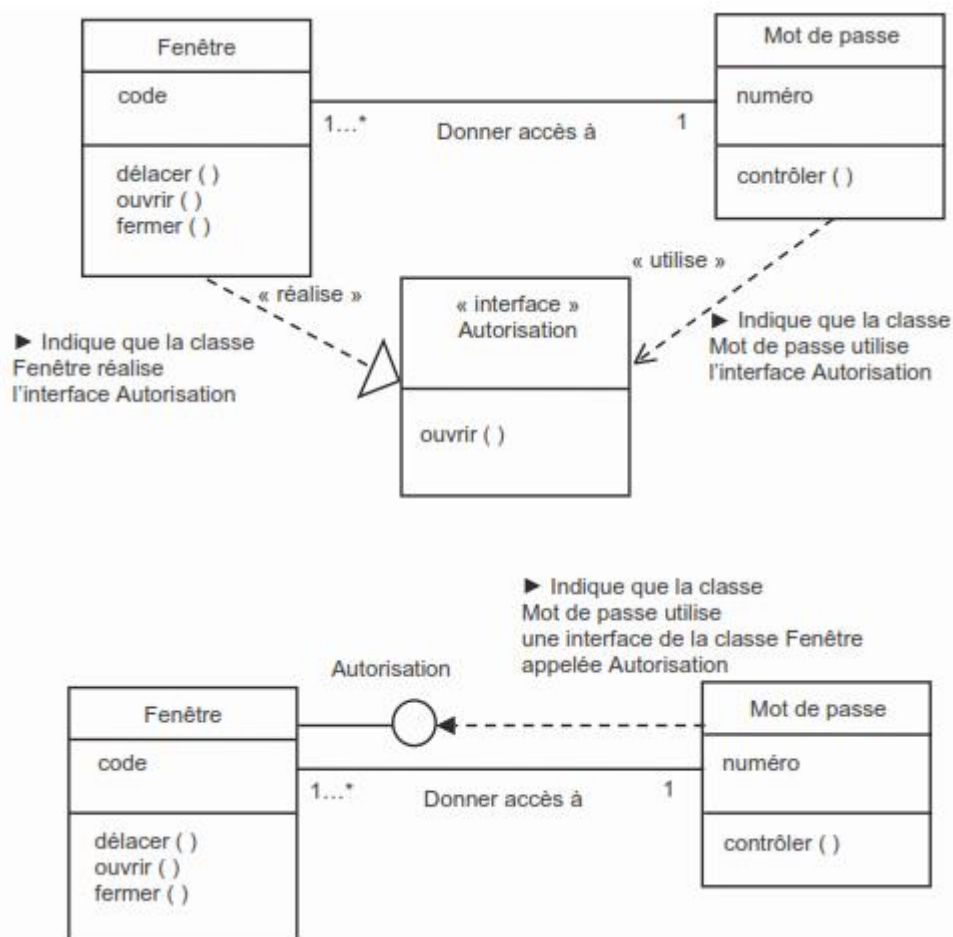 Fenêtre
code
délacer ( )
ouvrir ( )
fermer ( )
1...*
Donner accès à
1
Mot de passe
numéro
contrôler ( )
« réalise »
« utilise »
« interface »
Autorisation
ouvrir ( )
► Indique que la classe
Fenêtre réalise
l'interface Autorisation
► Indique que la classe
Mot de passe utilise
l'interface Autorisation
► Indique que la classe
Mot de passe utilise
une interface de la classe Fenêtre
appelée Autorisation
Autorisation
Fenêtre
code
délacer ( )
ouvrir ( )
fermer ( )
1...*
Donner accès à
1
Mot de passe
numéro
contrôler ( )